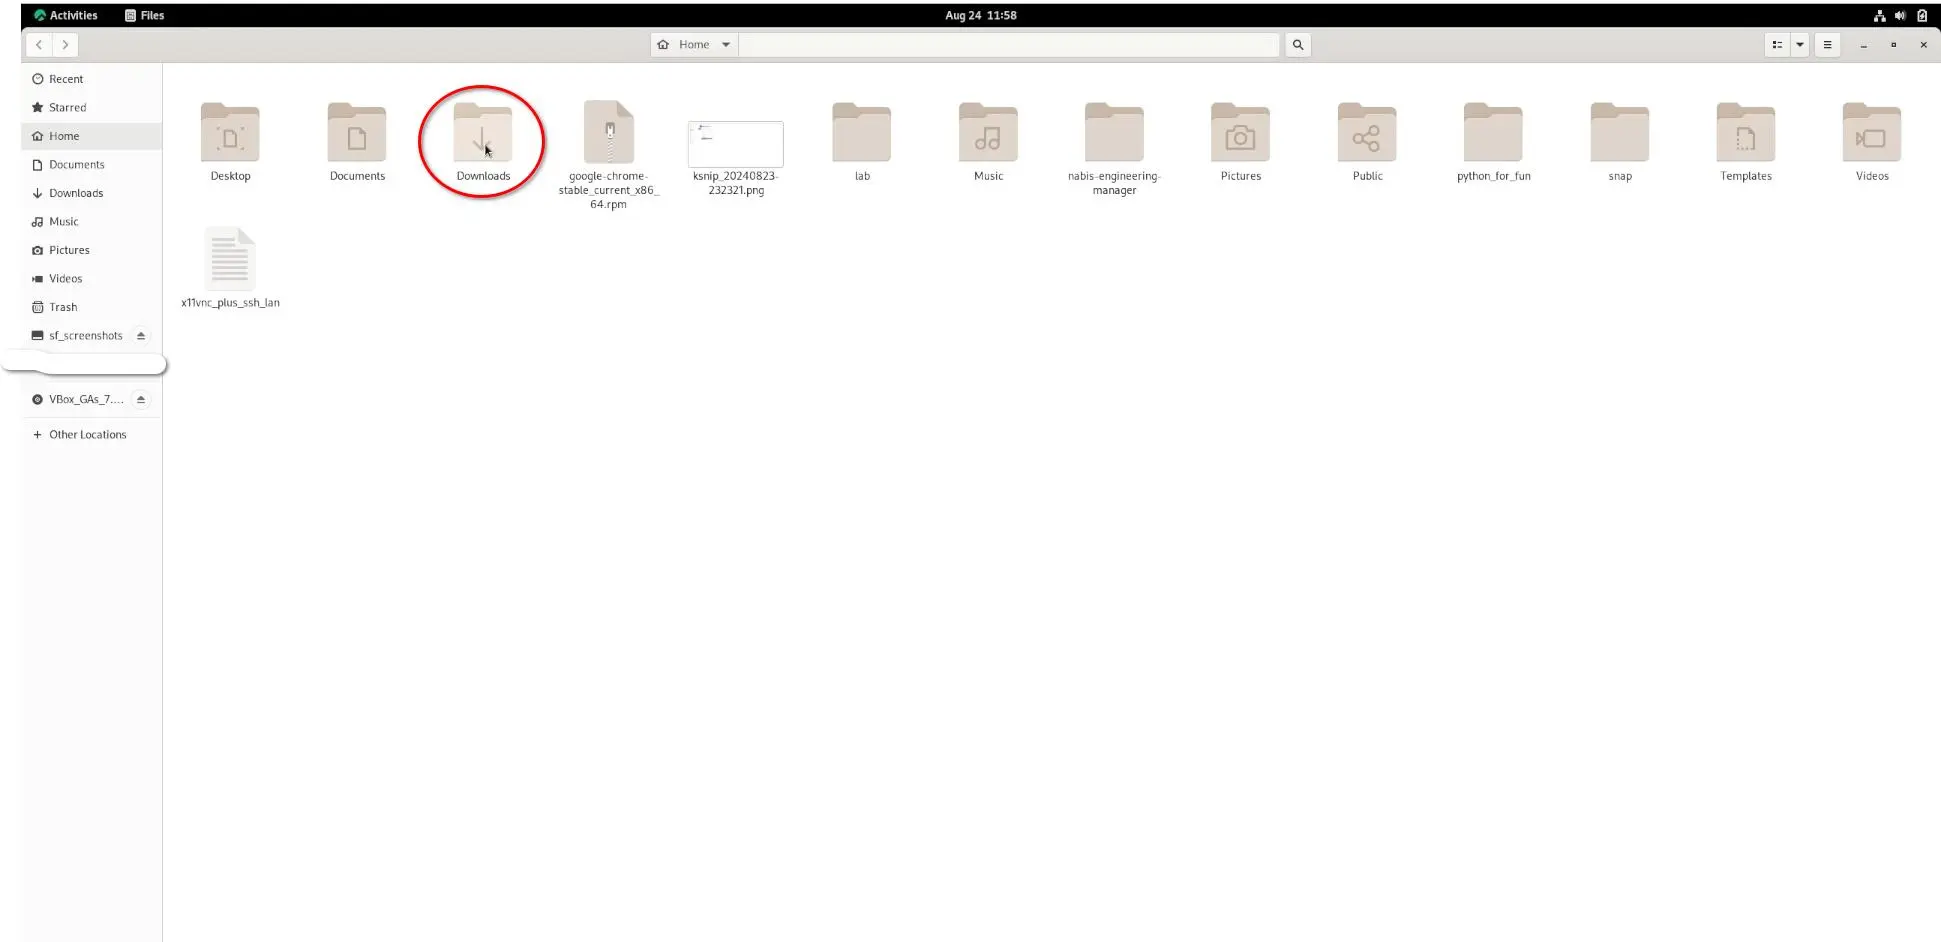 Activities Files Aug 24 11:58
Home
Recent
Starred
Home
Documents
Downloads
Music
Pictures
Videos
Trash
sf_screenshots
VBox_GAs_7....
Other Locations
Desktop
Documents
Downloads
google-chrome-
stable_current_x86_
64.rpm
ksnip_20240823-
232321.png
lab
Music
nabis-engineering-
manager
Pictures
Public
python_for_fun
snap
Templates
Videos
x11vnc_plus_ssh_lan